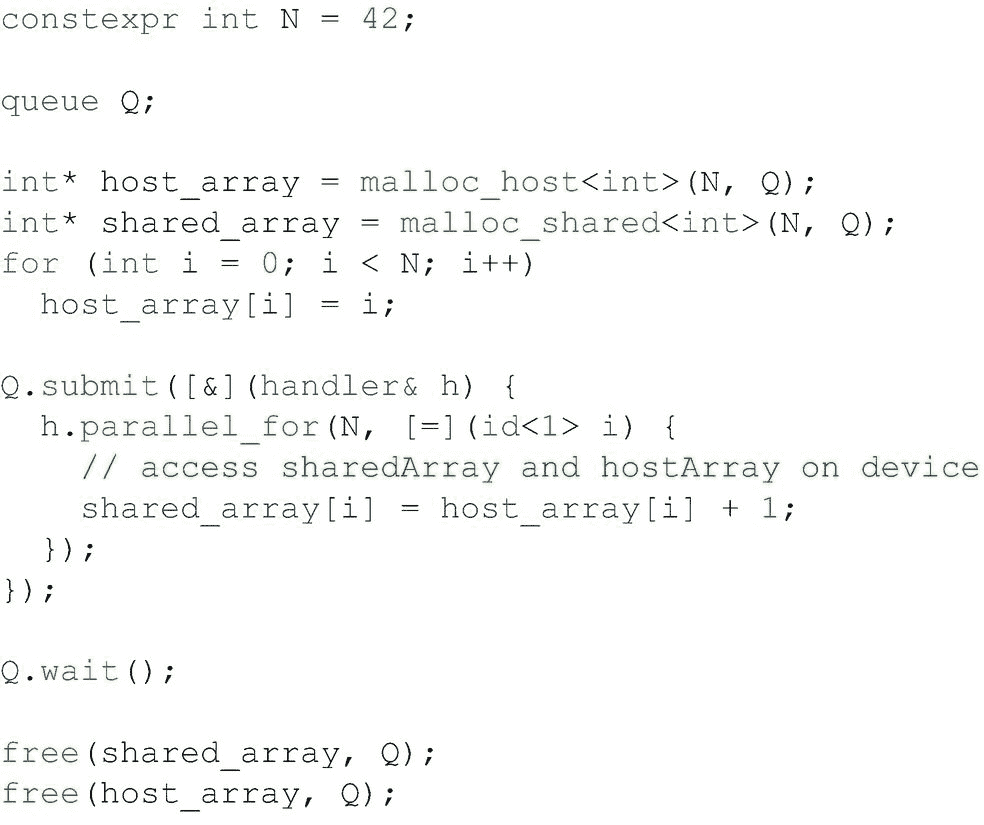 constexpr int N = 42;

queue Q;

int* host_array = malloc_host<int>(N, Q);
int* shared_array = malloc_shared<int>(N, Q);
for (int i = 0; i < N; i++)
  host_array[i] = i;

Q.submit([&](handler& h) {
  h.parallel_for(N, [=](id<1> i) {
    // access sharedArray and hostArray on device
    shared_array[i] = host_array[i] + 1;
  });
});

Q.wait();

free(shared_array, Q);
free(host_array, Q);